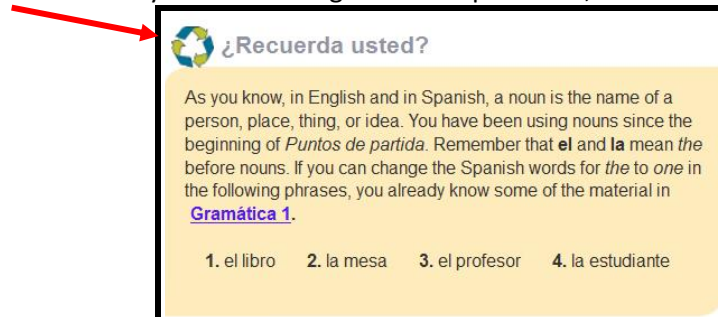 ¿Recuerda usted?
As you know, in English and in Spanish, a noun is the name of a
person, place, thing, or idea. You have been using nouns since the
beginning of Puntos de partida. Remember that el and la mean the
before nouns. If you can change the Spanish words for the to one in
the following phrases, you already know some of the material in
Gramática 1.
1. el libro 2. la mesa 3. el profesor 4. la estudiante